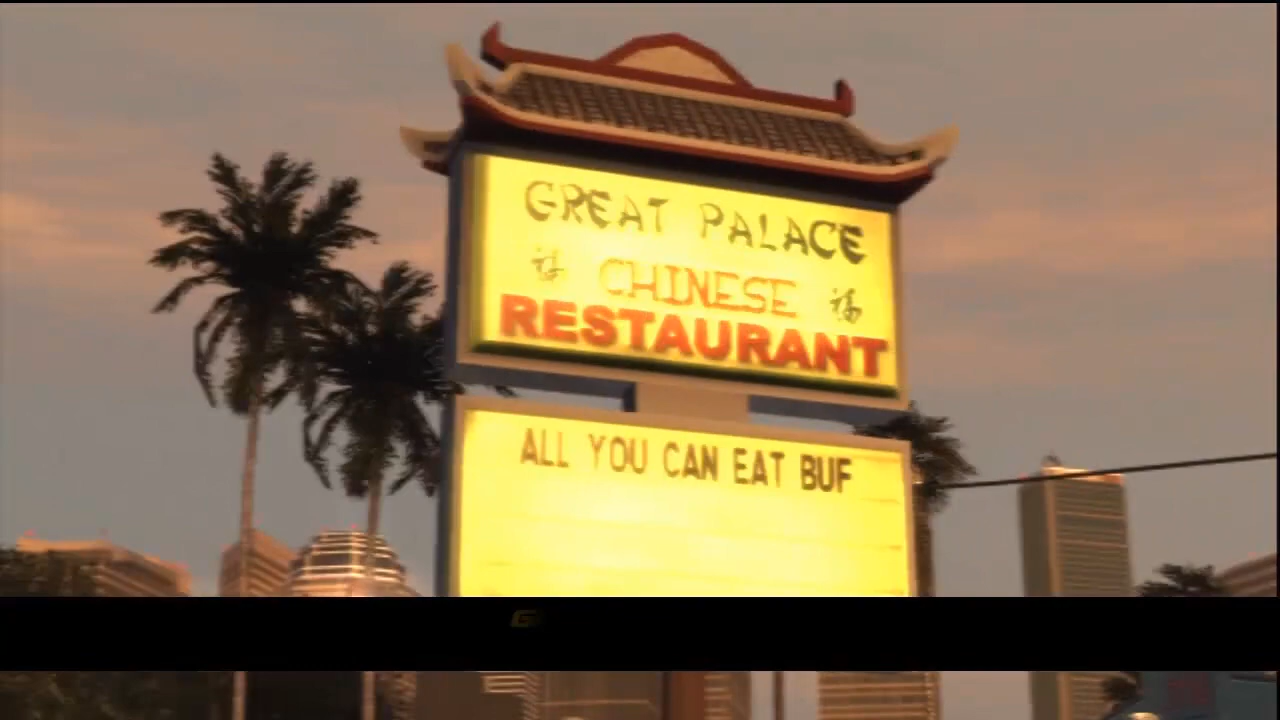 GREAT PALACE
CHINESE
RESTAURANT
ALL YOU CAN EAT BUF